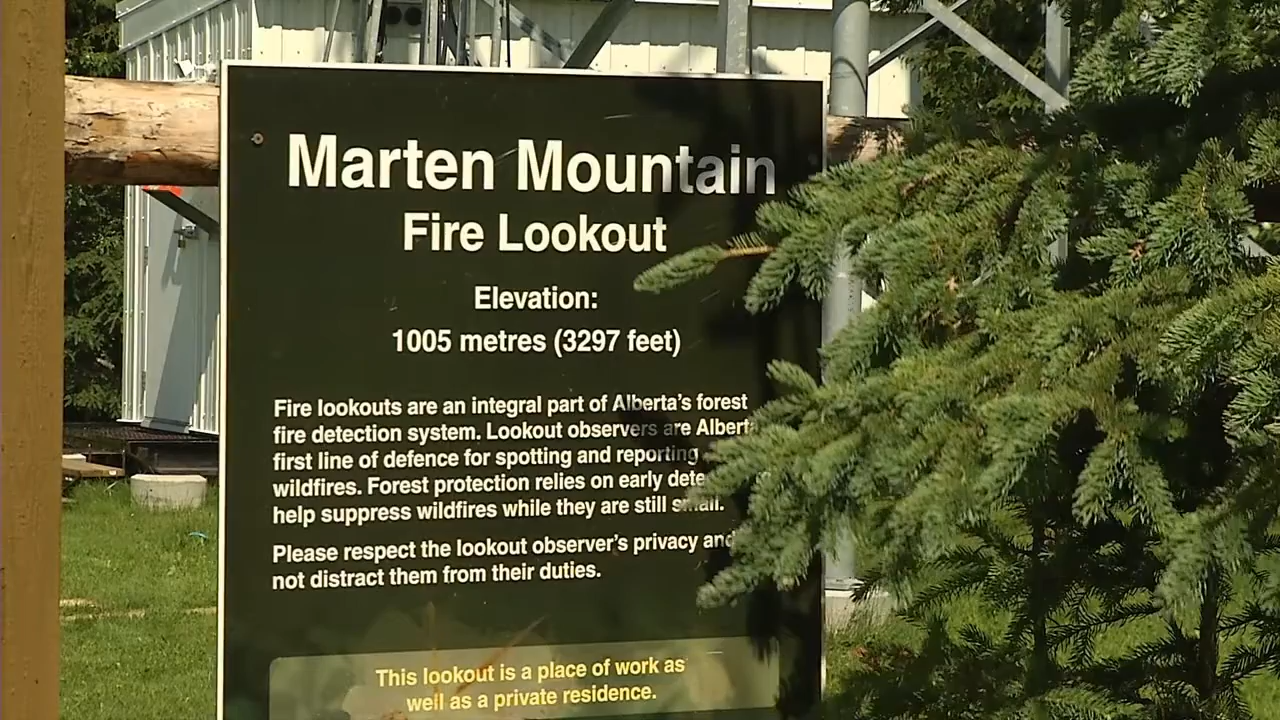 Marten Mountain
Fire Lookout
Elevation:
1005 metres (3297 feet)
Fire lookouts are an integral part of Alberta's forest
fire detection system. Lookout observers are
first line of defence for spotting and reporting
wildfires. Forest protection relies on early
help suppress wildfires while they are still small.
Please respect the lookout observer's privacy and
not distract them from their duties.
This lookout is a place of work as
well as a private residence.